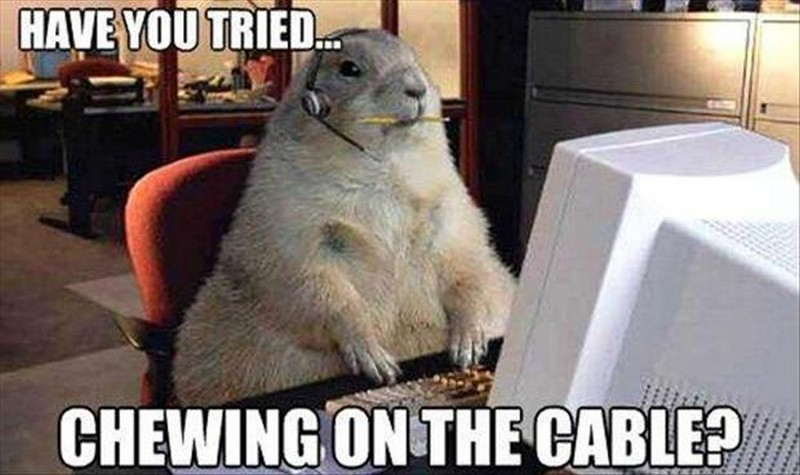 HAVE YOU TRIED...
CHEWING ON THE CABLE?